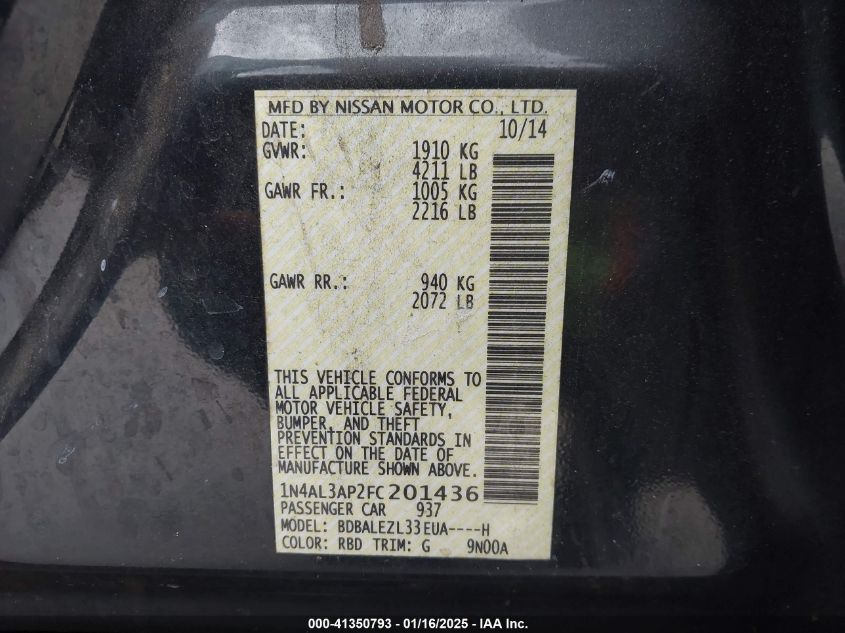 MFD BY NISSAN MOTOR CO., LTD.
DATE: 10/14
GVWR: 1910 KG
4211 LB
GAWR FR.: 1005 KG
2216 LB
GAWR RR.: 940 KG
2072 LB
THIS VEHICLE CONFORMS TO
ALL APPLICABLE FEDERAL
MOTOR VEHICLE SAFETY,
BUMPER, AND THEFT
PREVENTION STANDARDS IN
EFFECT ON THE DATE OF
MANUFACTURE SHOWN ABOVE.
1N4AL3AP2FC201436
PASSENGER CAR 937
MODEL: BDBALEZL33EUA----H
COLOR: RBD TRIM: G 9N00A
000-41350793 - 01/16/2025 - IAA Inc.